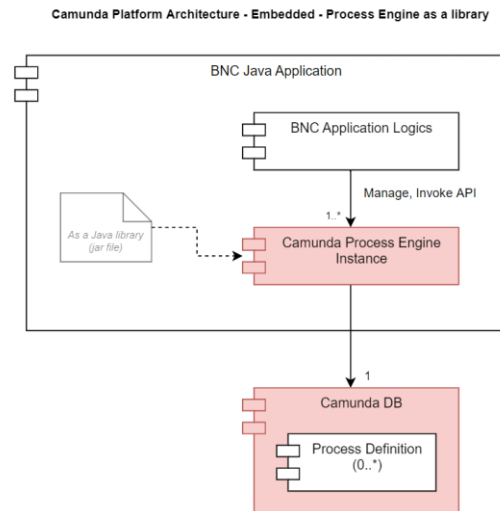 Camunda Platform Architecture - Embedded - Process Engine as a library
BNC Java Application
BNC Application Logics
Manage, Invoke API
1..*
As a Java library
(jar file)
Camunda Process Engine
Instance
1
Camunda DB
Process Definition
(0..*)